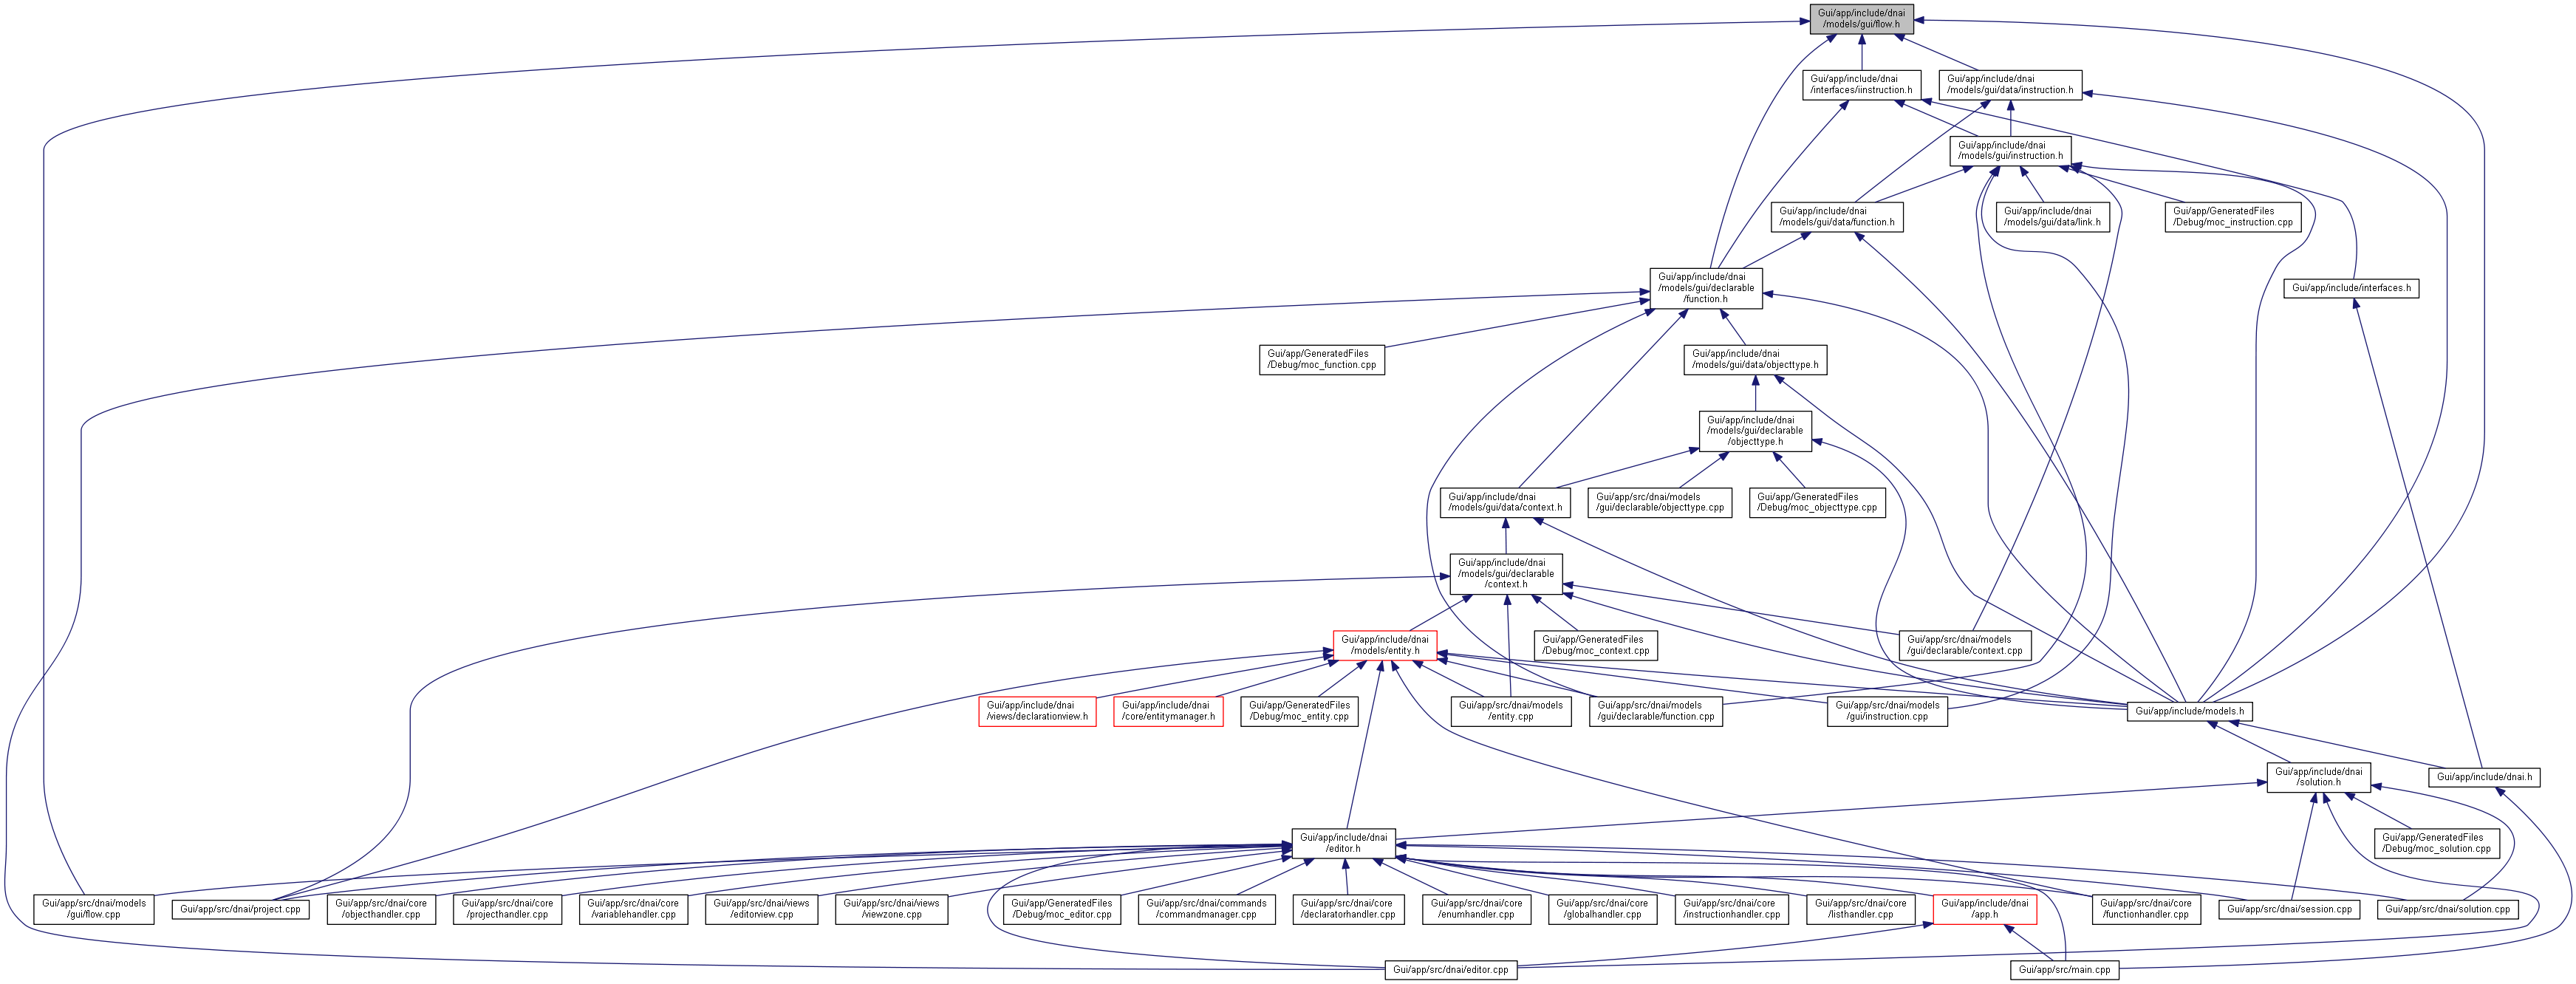 Gui/app/include/dnai
/models/gui/flow.h
Gui/app/include/dnai
/interfaces/iinstruction.h
Gui/app/include/dnai
/models/gui/data/instruction.h
Gui/app/include/dnai
/models/gui/instruction.h
Gui/app/include/dnai
/models/gui/data/function.h
Gui/app/include/dnai
/models/gui/data/link.h
Gui/app/GeneratedFiles
/Debug/moc_instruction.cpp
Gui/app/include/dnai
/models/gui/declarable
/function.h
Gui/app/include/interfaces.h
Gui/app/GeneratedFiles
/Debug/moc_function.cpp
Gui/app/include/dnai
/models/gui/data/objecttype.h
Gui/app/include/dnai
/models/gui/declarable
/objecttype.h
Gui/app/include/dnai
/models/gui/data/context.h
Gui/app/src/dnai/models
/gui/declarable/objecttype.cpp
Gui/app/GeneratedFiles
/Debug/moc_objecttype.cpp
Gui/app/include/dnai
/models/gui/declarable
/context.h
Gui/app/include/dnai
/models/entity.h
Gui/app/GeneratedFiles
/Debug/moc_context.cpp
Gui/app/src/dnai/models
/gui/declarable/context.cpp
Gui/app/include/dnai
/views/declarationview.h
Gui/app/include/dnai
/core/entitymanager.h
Gui/app/GeneratedFiles
/Debug/moc_entity.cpp
Gui/app/src/dnai/models
/entity.cpp
Gui/app/src/dnai/models
/gui/declarable/function.cpp
Gui/app/src/dnai/models
/gui/instruction.cpp
Gui/app/include/models.h
Gui/app/include/dnai
/solution.h
Gui/app/include/dnai.h
Gui/app/include/dnai
/editor.h
Gui/app/GeneratedFiles
/Debug/moc_solution.cpp
Gui/app/src/dnai/models
/gui/flow.cpp
Gui/app/src/dnai/project.cpp
Gui/app/src/dnai/core
/objecthandler.cpp
Gui/app/src/dnai/core
/projecthandler.cpp
Gui/app/src/dnai/core
/variablehandler.cpp
Gui/app/src/dnai/views
/editorview.cpp
Gui/app/src/dnai/views
/viewzone.cpp
Gui/app/GeneratedFiles
/Debug/moc_editor.cpp
Gui/app/src/dnai/commands
/commandmanager.cpp
Gui/app/src/dnai/core
/declaratorhandler.cpp
Gui/app/src/dnai/core
/enumhandler.cpp
Gui/app/src/dnai/core
/globalhandler.cpp
Gui/app/src/dnai/core
/instructionhandler.cpp
Gui/app/src/dnai/core
/listhandler.cpp
Gui/app/include/dnai
/app.h
Gui/app/src/dnai/core
/functionhandler.cpp
Gui/app/src/dnai/session.cpp
Gui/app/src/dnai/solution.cpp
Gui/app/src/dnai/editor.cpp
Gui/app/src/main.cpp